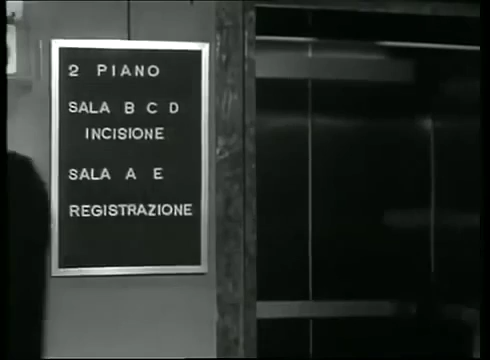 2 PIANO
SALA B C D
INCISIONE
SALA A E
REGISTRAZIONE